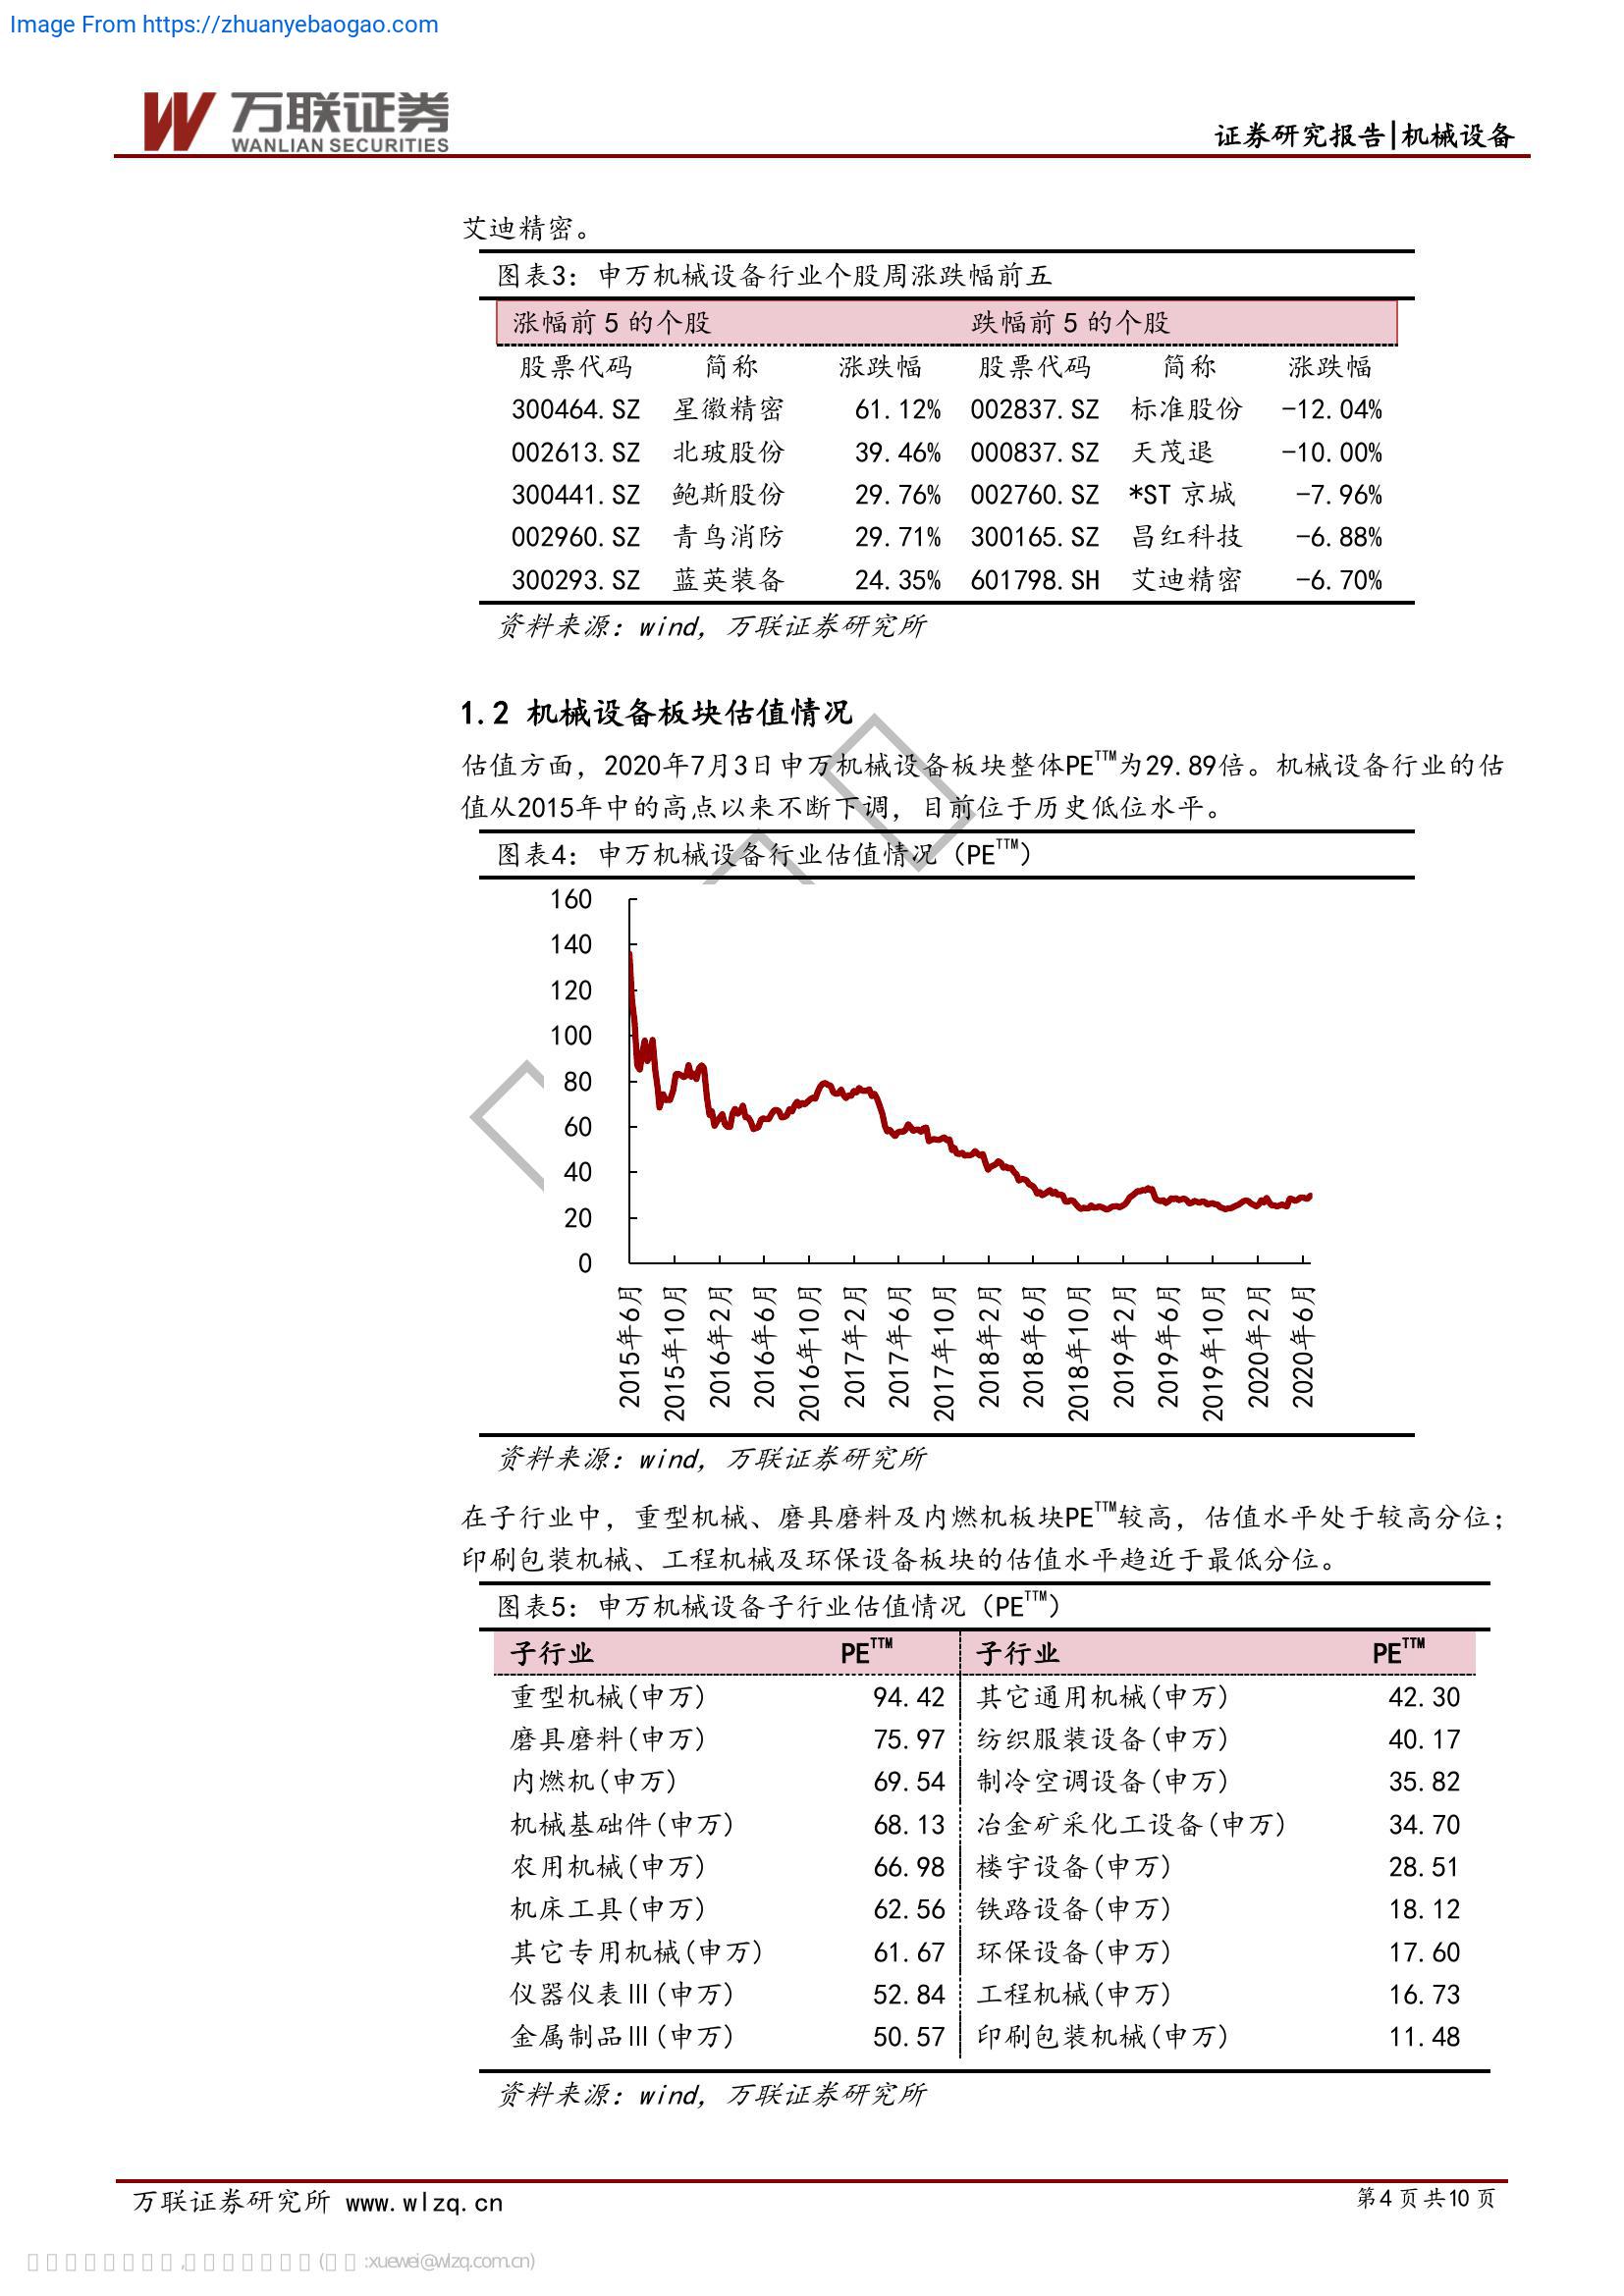 Image From https://zhuanyebaogao.com
万联证券
WANLIAN SECURITIES
证券研究报告|机械设备
艾迪精密。
图表3：申万机械设备行业个股周涨跌幅前五
涨幅前 5 的个股 跌幅前 5 的个股
股票代码 简称 涨跌幅 股票代码 简称 涨跌幅
300464.SZ 星徽精密 61.12% 002837.SZ 标准股份 -12.04%
002613.SZ 北玻股份 39.46% 000837.SZ 天茂退 -10.00%
300441.SZ 鲍斯股份 29.76% 002760.SZ *ST 京城 -7.96%
002960.SZ 青鸟消防 29.71% 300165.SZ 昌红科技 -6.88%
300293.SZ 蓝英装备 24.35% 601798.SH 艾迪精密 -6.70%
资料来源：wind，万联证券研究所
1.2 机械设备板块估值情况
估值方面，2020年7月3日申万机械设备板块整体PETTM为29.89倍。机械设备行业的估
值从2015年中的高点以来不断下调，目前位于历史低位水平。
图表4：申万机械设备行业估值情况（PETTM）
160
140
120
100
80
60
40
20
0
2015年6月
2015年10月
2016年2月
2016年6月
2016年10月
2017年2月
2017年6月
2017年10月
2018年2月
2018年6月
2018年10月
2019年2月
2019年6月
2019年10月
2020年2月
2020年6月
资料来源：wind，万联证券研究所
在子行业中，重型机械、磨具磨料及内燃机板块PETTM较高，估值水平处于较高分位；
印刷包装机械、工程机械及环保设备板块的估值水平趋近于最低分位。
图表5：申万机械设备子行业估值情况（PETTM）
子行业 PETTM 子行业 PETTM
重型机械(申万) 94.42 其它通用机械(申万) 42.30
磨具磨料(申万) 75.97 纺织服装设备(申万) 40.17
内燃机(申万) 69.54 制冷空调设备(申万) 35.82
机械基础件(申万) 68.13 冶金矿采化工设备(申万) 34.70
农用机械(申万) 66.98 楼宇设备(申万) 28.51
机床工具(申万) 62.56 铁路设备(申万) 18.12
其它专用机械(申万) 61.67 环保设备(申万) 17.60
仪器仪表Ⅲ(申万) 52.84 工程机械(申万) 16.73
金属制品Ⅲ(申万) 50.57 印刷包装机械(申万) 11.48
资料来源：wind，万联证券研究所
万联证券研究所 www.wlzq.cn
第 4 页 共 10 页
xuewei@wlzq.com.cn)